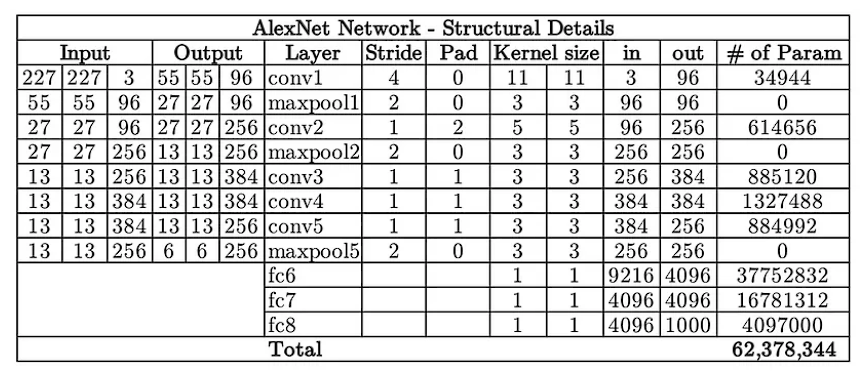 AlexNet Network - Structural Details
Input Output Layer Stride Pad Kernel size in out # of Param
227 227 3 55 55 96 conv1 4 0 11 11 3 96 34944
55 55 96 27 27 96 maxpool1 2 0 3 3 96 96 0
27 27 96 27 27 256 conv2 1 2 5 5 96 256 614656
27 27 256 13 13 256 maxpool2 2 0 3 3 256 256 0
13 13 256 13 13 384 conv3 1 1 3 3 256 384 885120
13 13 384 13 13 384 conv4 1 1 3 3 384 384 1327488
13 13 384 13 13 256 conv5 1 1 3 3 384 256 884992
13 13 256 6 6 256 maxpool5 2 0 3 3 256 256 0
fc6 1 1 9216 4096 37752832
fc7 1 1 4096 4096 16781312
fc8 1 1 4096 1000 4097000
Total 62,378,344